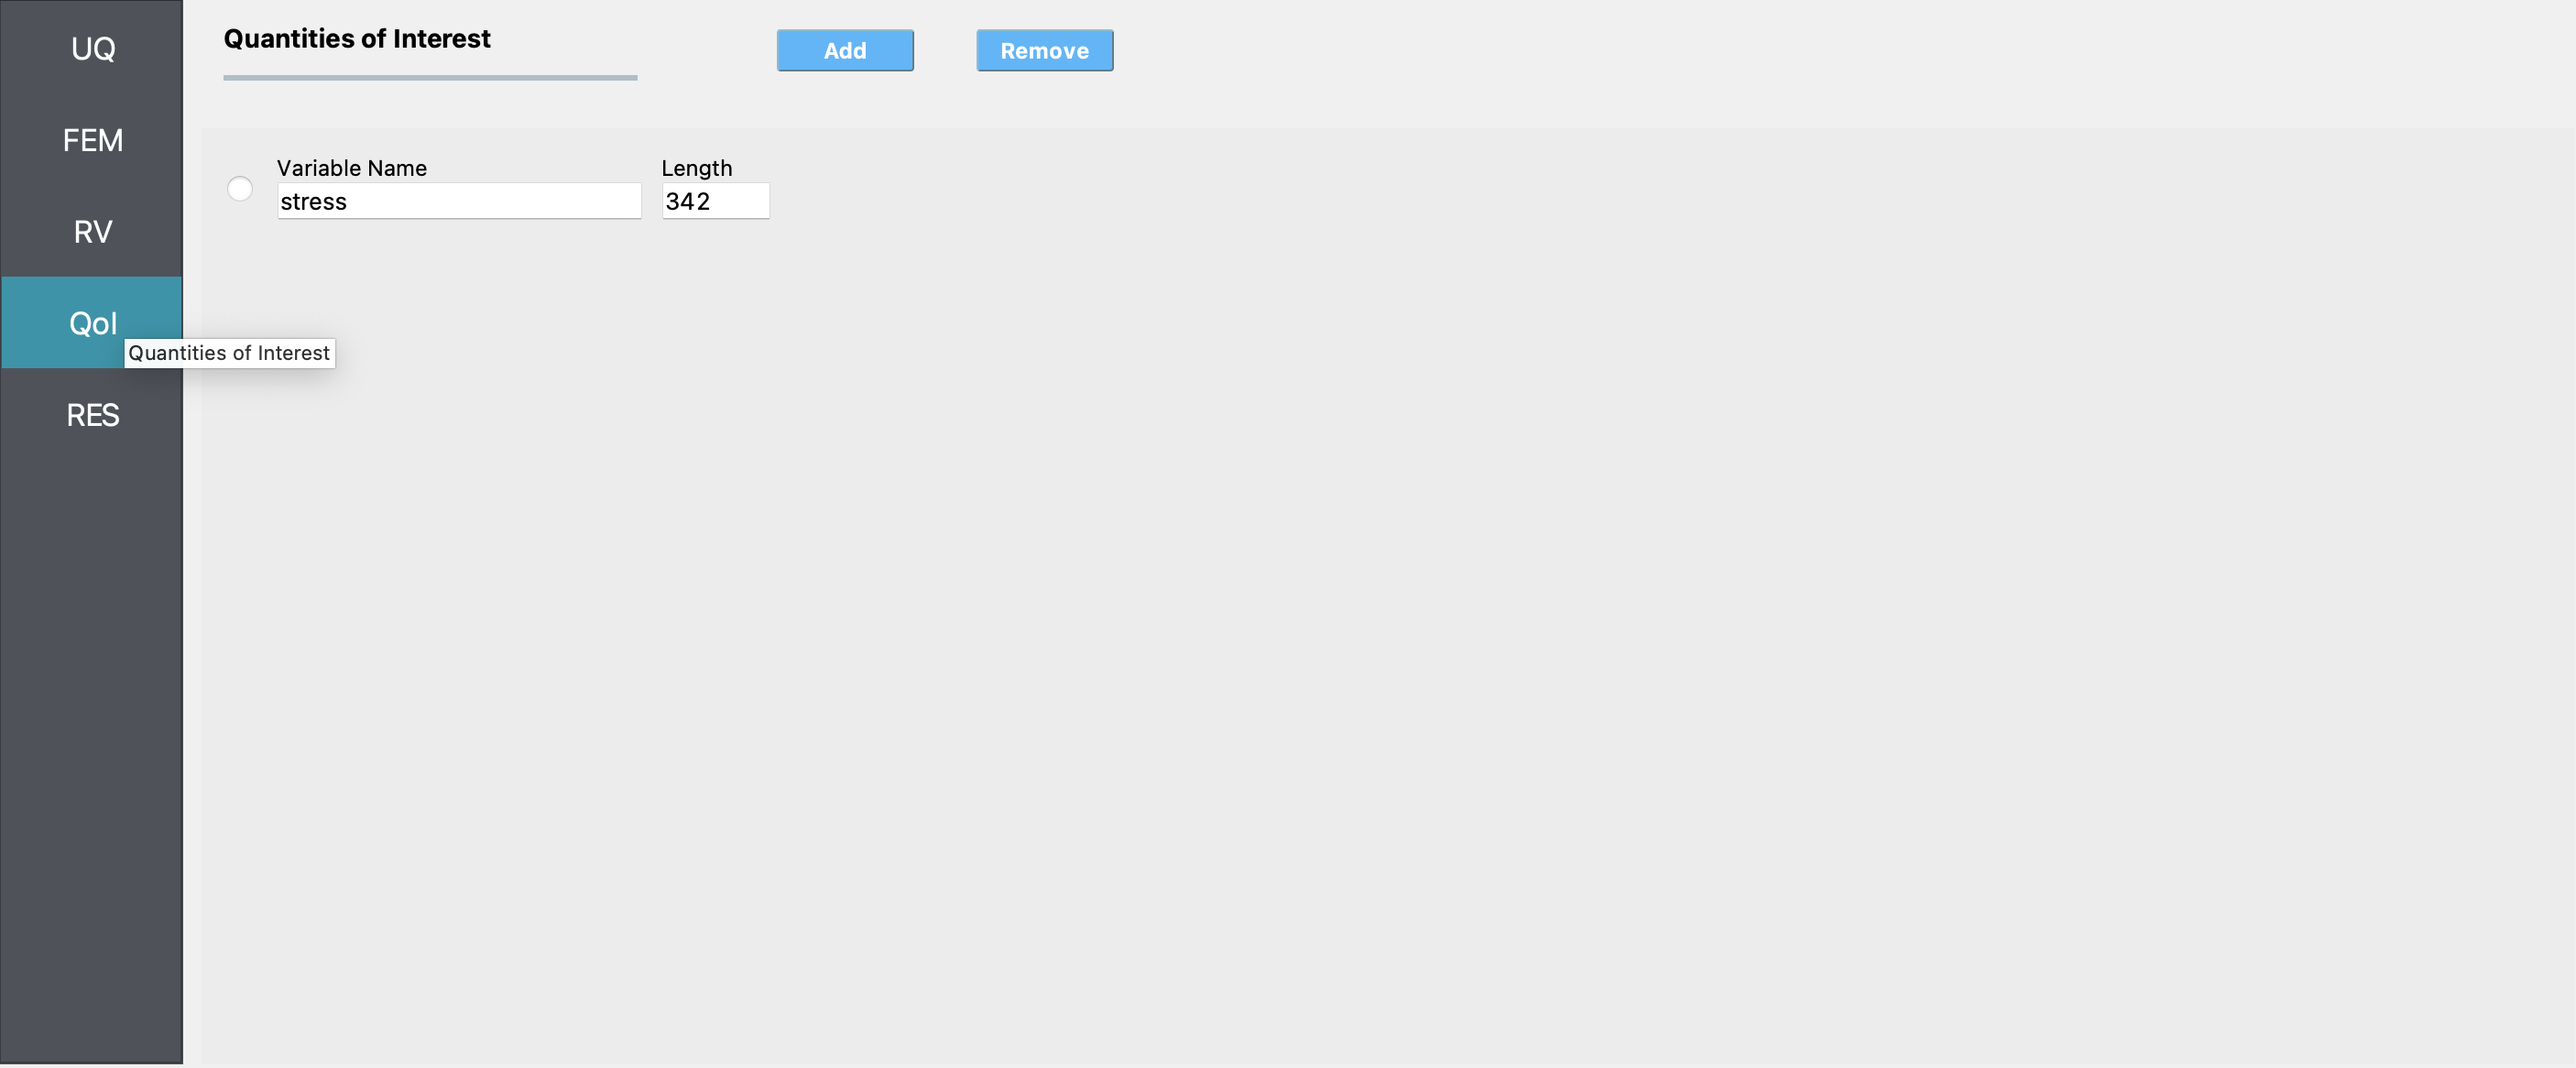 UQ
FEM
RV
QoI
Quantities of Interest
RES
Quantities of Interest
Add
Remove
Variable Name
Length
stress
342